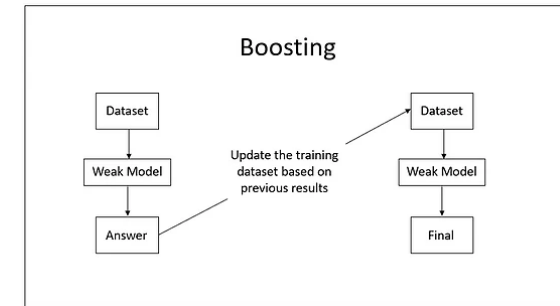 Boosting
Dataset
Weak Model
Answer
Update the training
dataset based on
previous results
Dataset
Weak Model
Final